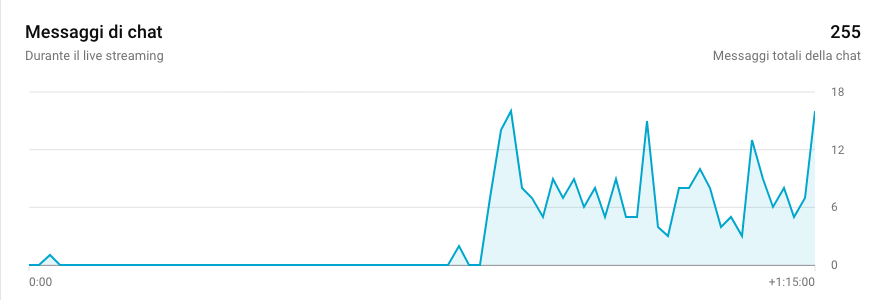 Messaggi di chat
255
Durante il live streaming
Messaggi totali della chat
18
12
6
0
0:00
+1:15:00